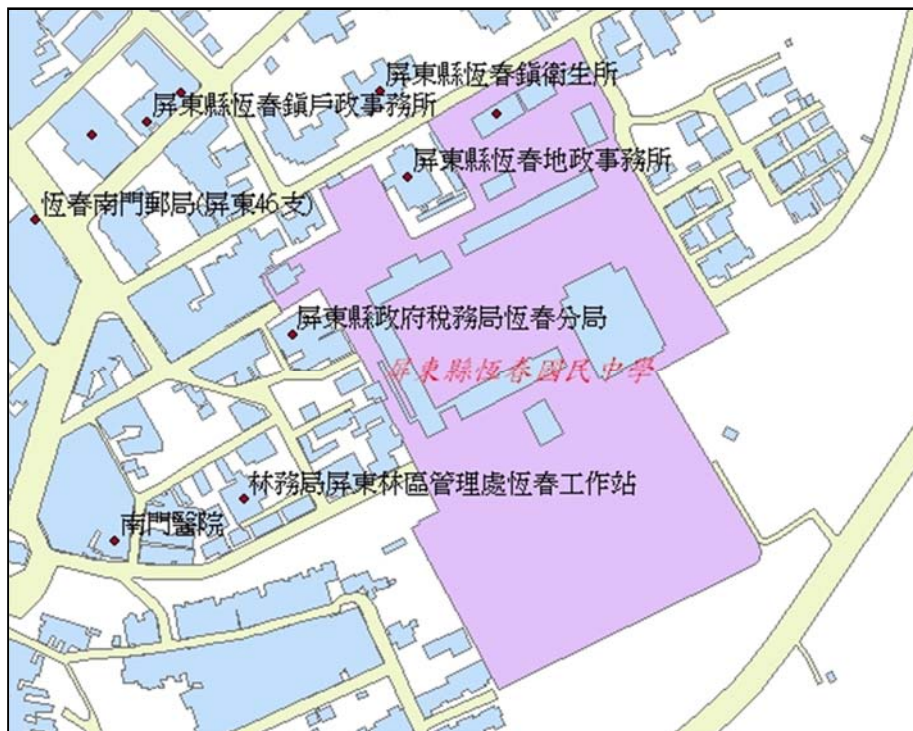 屏東縣恆春鎮衛生所
屏東縣恆春鎮戶政事務所
屏東縣恆春地政事務所
恆春南門郵局(屏東46支)
屏東縣政府稅務局恆春分局
屏東縣恆春國民中學
林務局屏東林區管理處恆春工作站
南門醫院